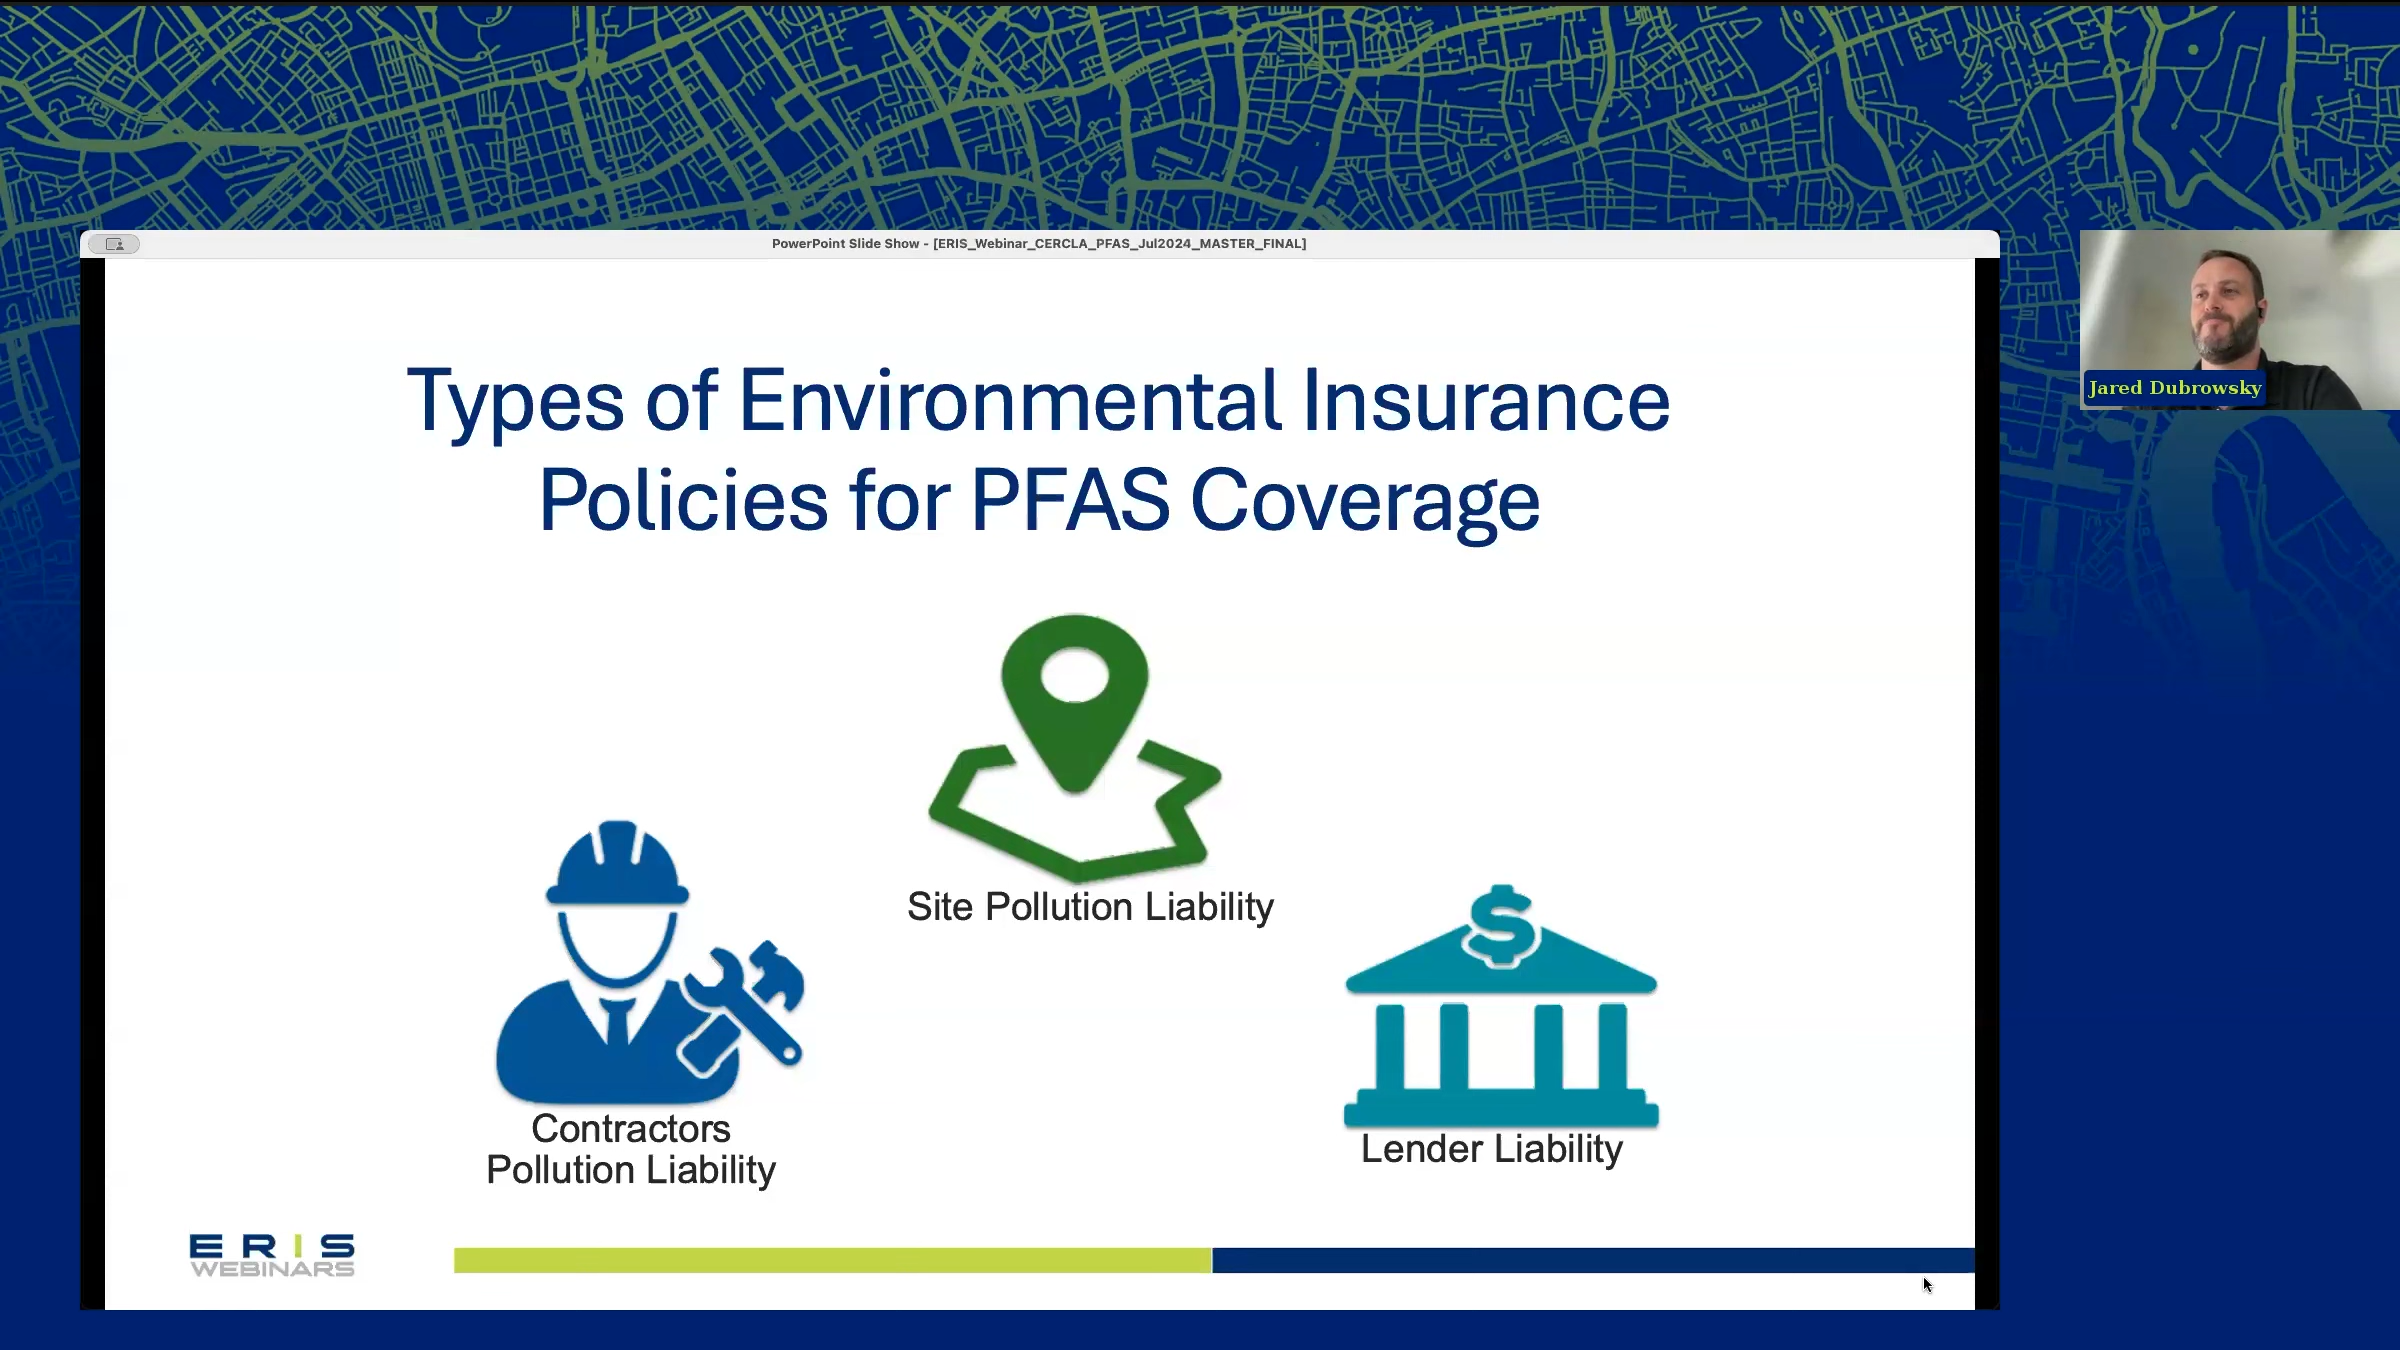 PowerPoint Slide Show - [ERIS_Webinar_CERCLA_PFAS_Jul2024_MASTER_FINAL]
Jared Dubrowsky
Types of Environmental Insurance
Policies for PFAS Coverage
Site Pollution Liability
Contractors
Pollution Liability
Lender Liability
ERIS
WEBINARS